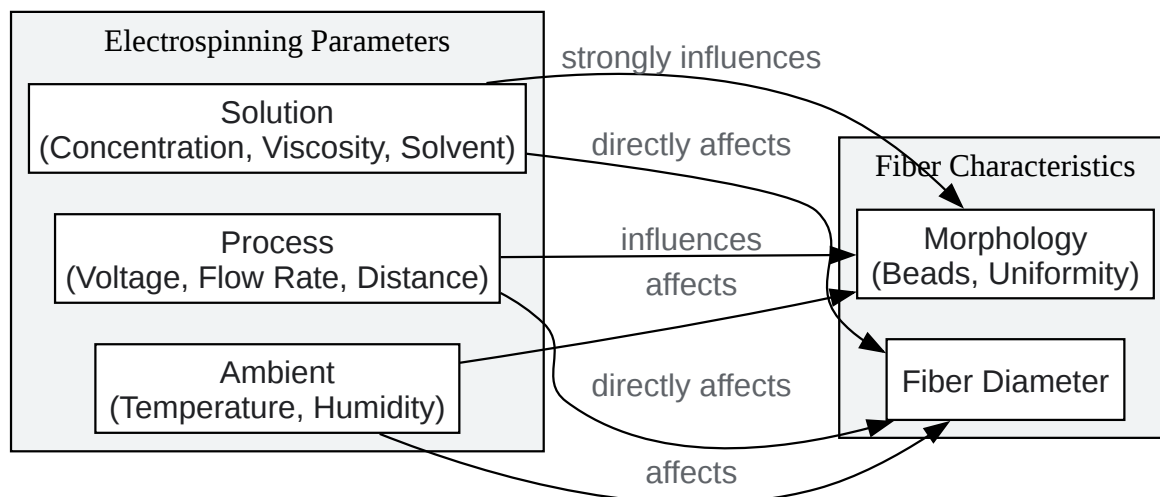 Electrospinning Parameters
Solution
(Concentration, Viscosity, Solvent)
Process
(Voltage, Flow Rate, Distance)
Ambient
(Temperature, Humidity)
strongly influences
directly affects
influences
affects
directly affects
affects
Fiber Characteristics
Morphology
(Beads, Uniformity)
Fiber Diameter